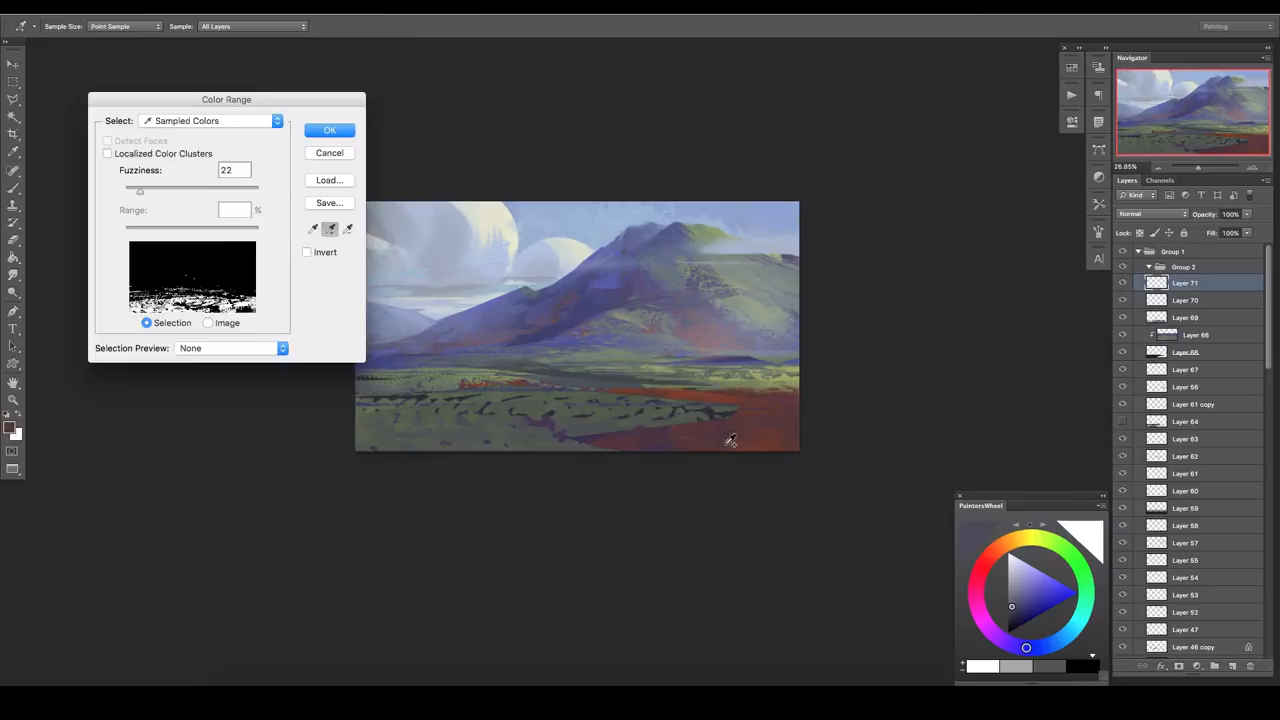 Sample Size: Point Sample Sample: All Layers Painting
Color Range
Select: Sampled Colors
OK
Detect Faces
Cancel
Localized Color Clusters
Fuzziness: 22
Load...
Save...
Range: %
Invert
Selection Image
Selection Preview: None
Navigator
26.85%
Layers Channels
Kind
Normal Opacity: 100%
Lock: Fill: 100%
Group 1
Group 2
Layer 71
Layer 70
Layer 69
Layer 66
Layer 68
Layer 67
Layer 56
Layer 61 copy
Layer 64
Layer 63
Layer 62
Layer 61
Layer 60
Layer 59
Layer 58
Layer 57
Layer 55
Layer 54
Layer 53
Layer 52
Layer 47
Layer 46 copy
PaintersWheel